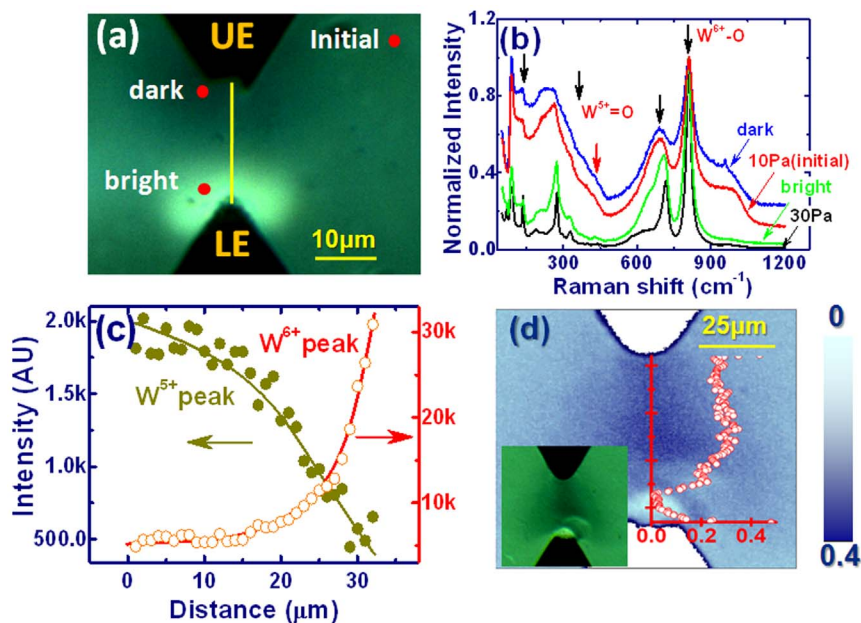 (a)
UE
Initial
dark
bright
LE
10μm
(b)
Normalized Intensity
1.2
0.8
0.4
0.0
W⁶⁺-O
W⁵⁺=O
dark
10Pa(initial)
bright
30Pa
300 600 900 1200
Raman shift (cm⁻¹)
(c)
Intensity (AU)
2.0k
1.5k
1.0k
500.0
W⁶⁺peak
W⁵⁺peak
30k
20k
10k
0 10 20 30
Distance (μm)
(d)
25μm
0.0 0.2 0.4
0
0.4